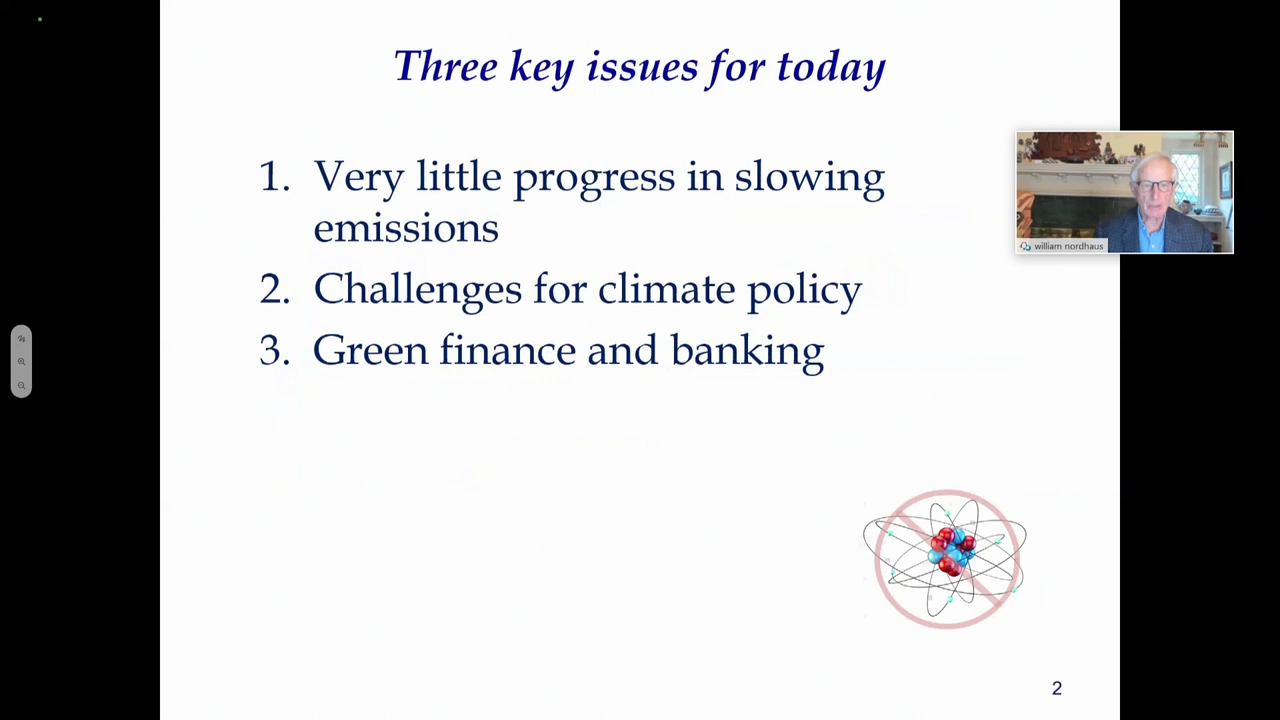 Three key issues for today
1. Very little progress in slowing
emissions
2. Challenges for climate policy
3. Green finance and banking
william nordhaus
2